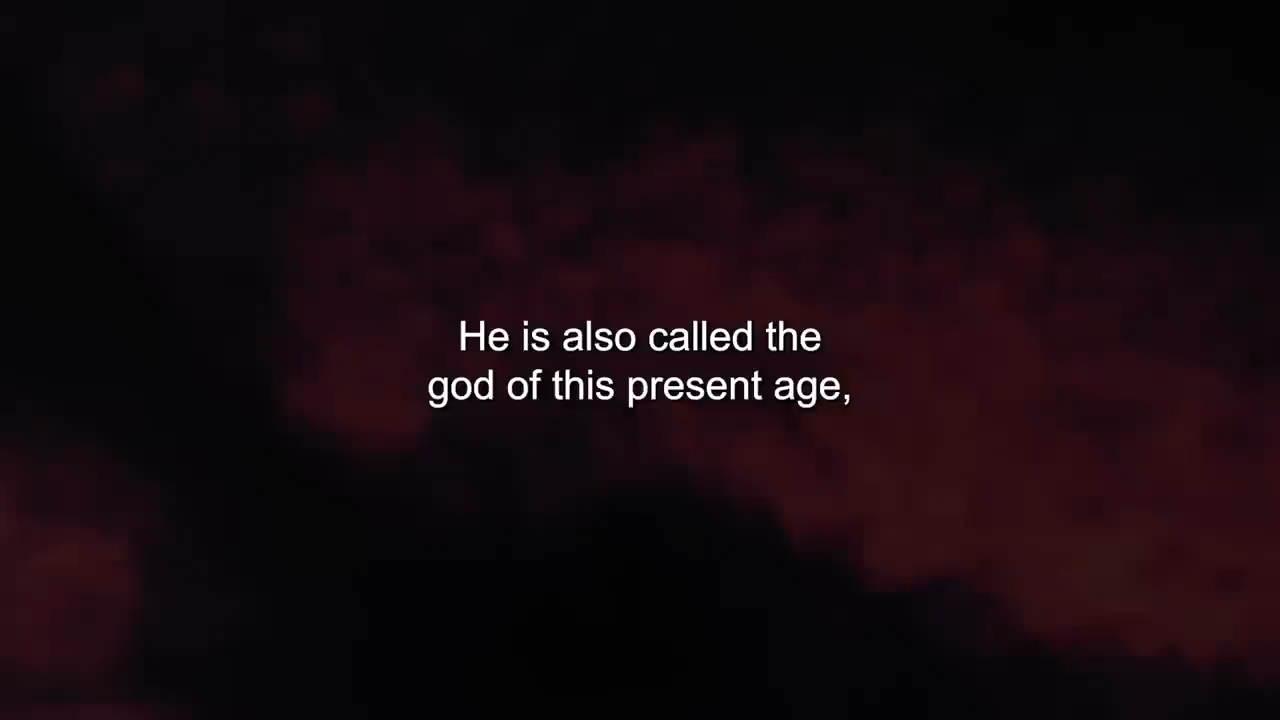 He is also called the
god of this present age,